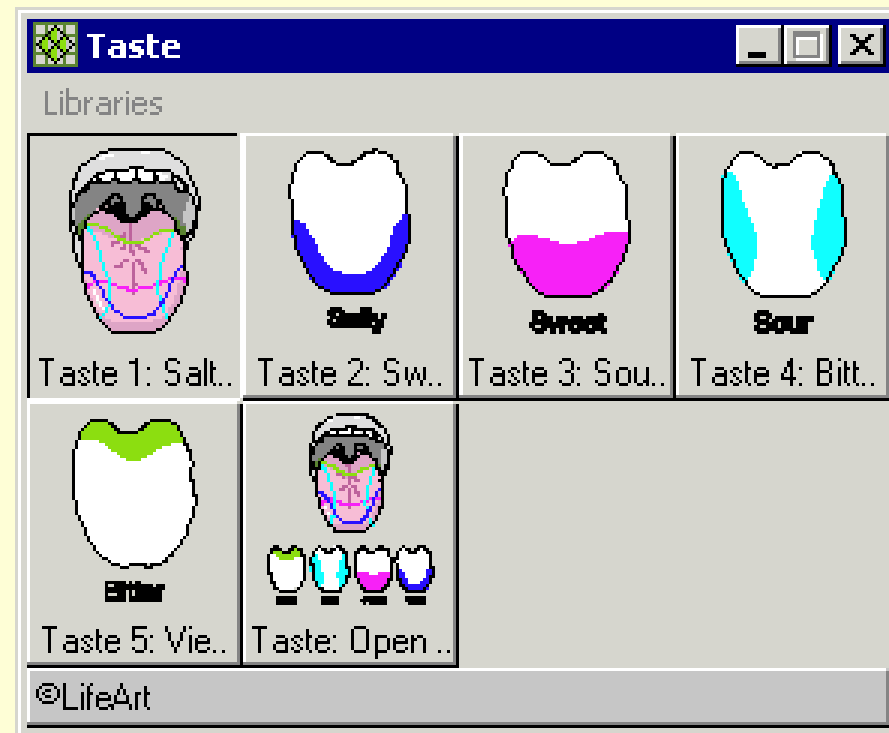 Taste
Libraries
Salty
Sweet
Sour
Taste 1: Salt..
Taste 2: Sw..
Taste 3: Sou..
Taste 4: Bitt..
Bitter
Taste 5: Vie..
Taste: Open ..
©LifeArt